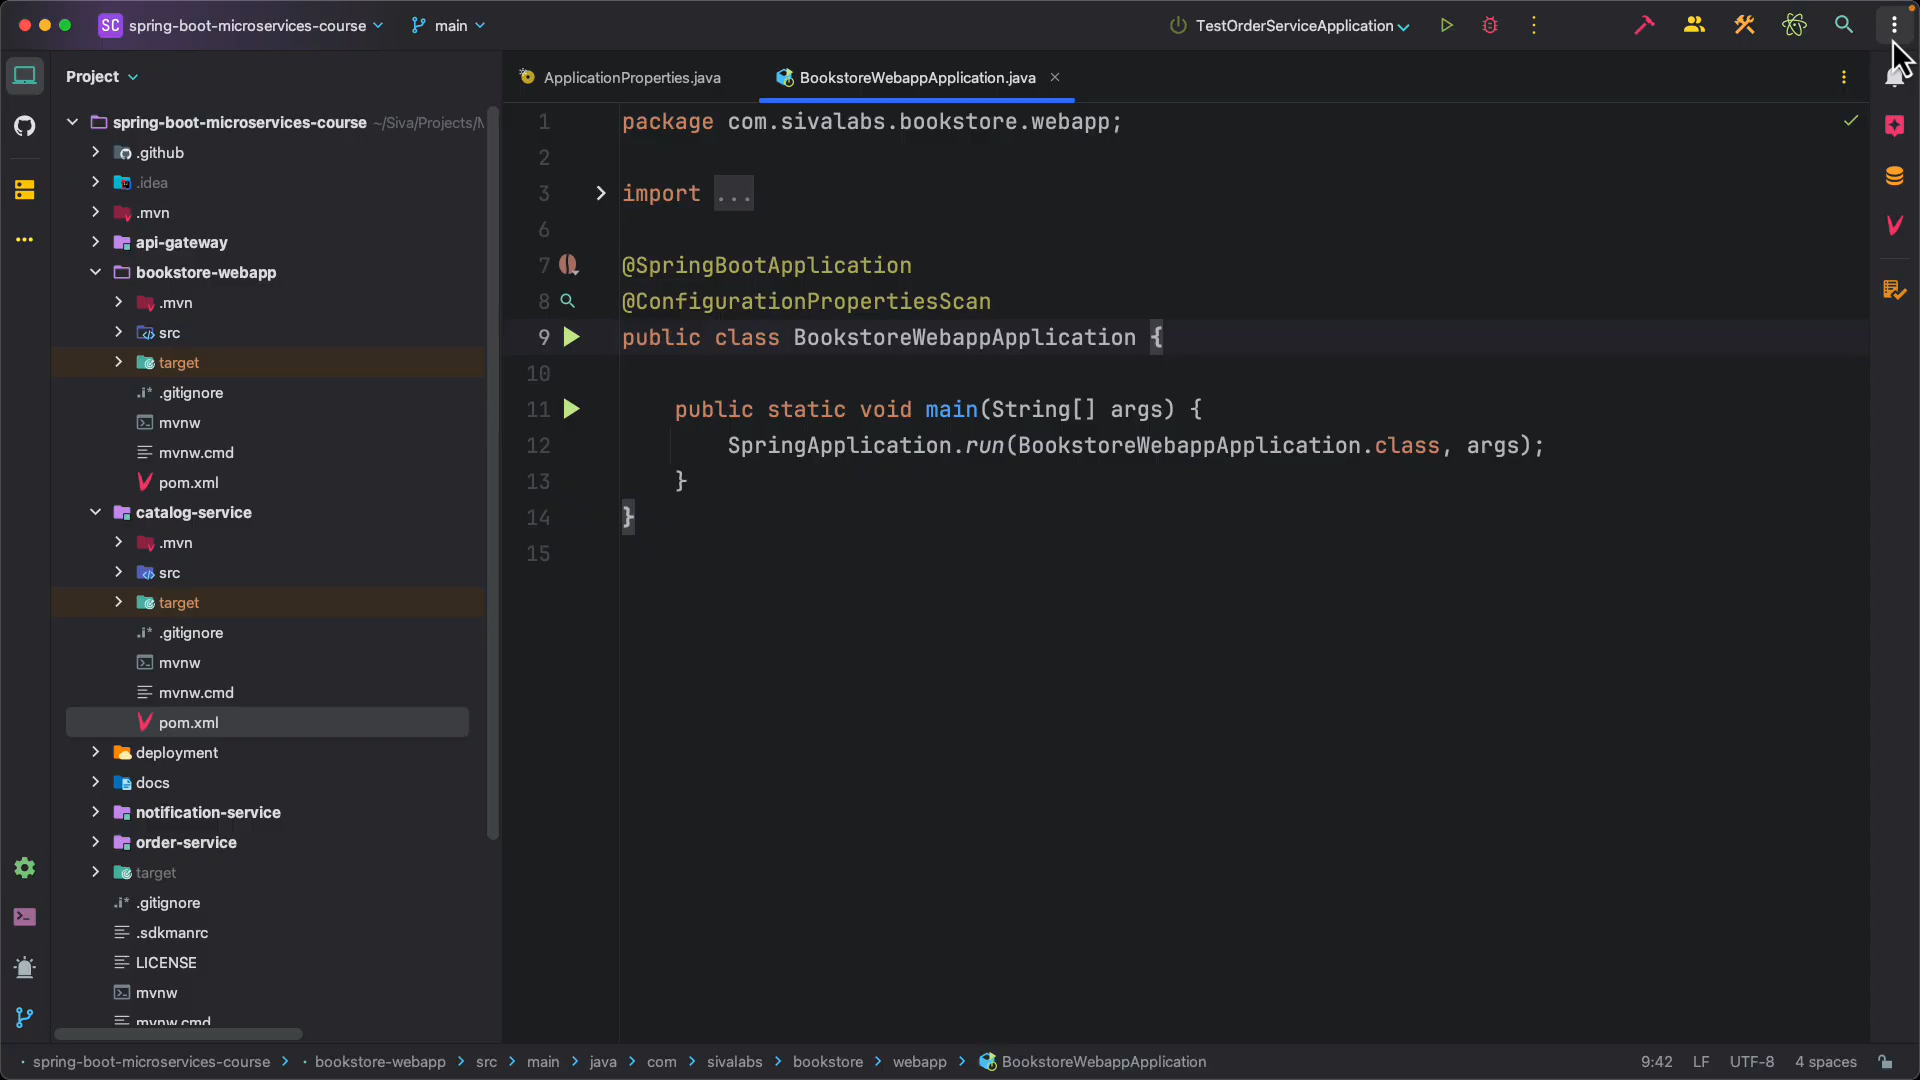 SC spring-boot-microservices-course main TestOrderServiceApplication
Project
ApplicationProperties.java BookstoreWebappApplication.java
spring-boot-microservices-course ~/Siva/Projects/
.github
.idea
.mvn
api-gateway
bookstore-webapp
.mvn
src
target
.gitignore
mvnw
mvnw.cmd
pom.xml
catalog-service
.mvn
src
target
.gitignore
mvnw
mvnw.cmd
pom.xml
deployment
docs
notification-service
order-service
target
.gitignore
.sdkmanrc
LICENSE
mvnw
mvnw.cmd
1 package com.sivalabs.bookstore.webapp;
2
3 import ...
6
7 @SpringBootApplication
8 @ConfigurationPropertiesScan
9 public class BookstoreWebappApplication {
10
11 public static void main(String[] args) {
12 SpringApplication.run(BookstoreWebappApplication.class, args);
13 }
14 }
15
spring-boot-microservices-course > bookstore-webapp > src > main > java > com > sivalabs > bookstore > webapp > BookstoreWebappApplication 9:42 LF UTF-8 4 spaces